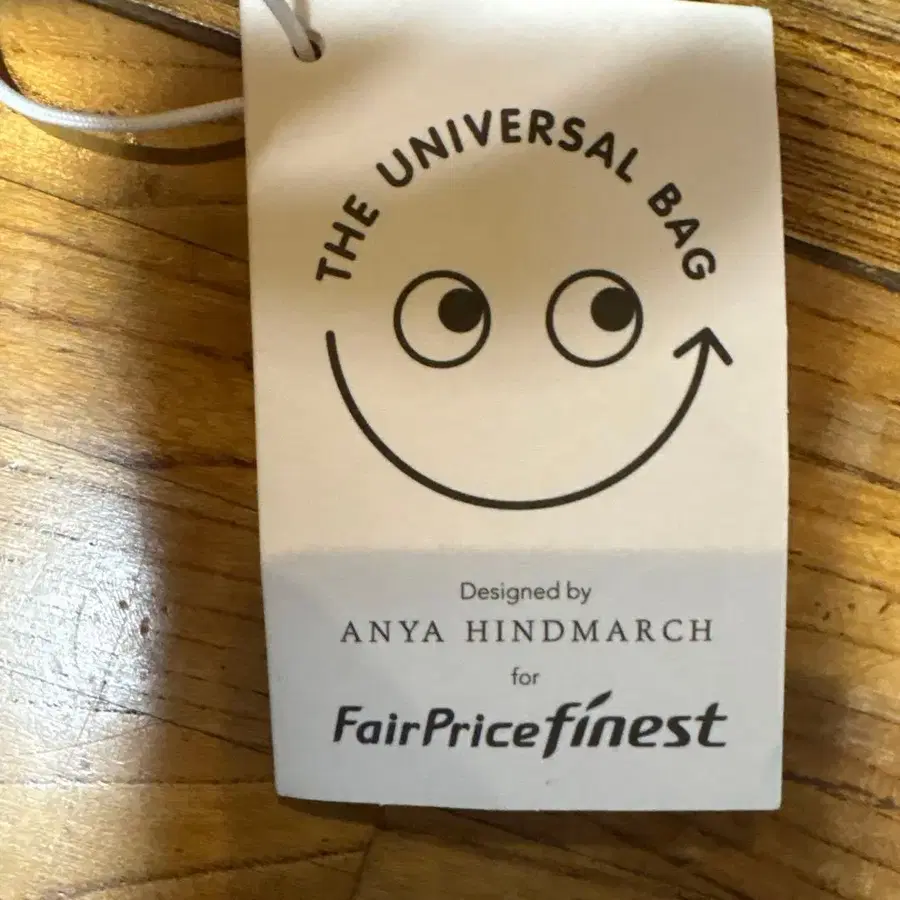 THE UNIVERSAL BAG
Designed by
ANYA HINDMARCH
for
FairPrice finest